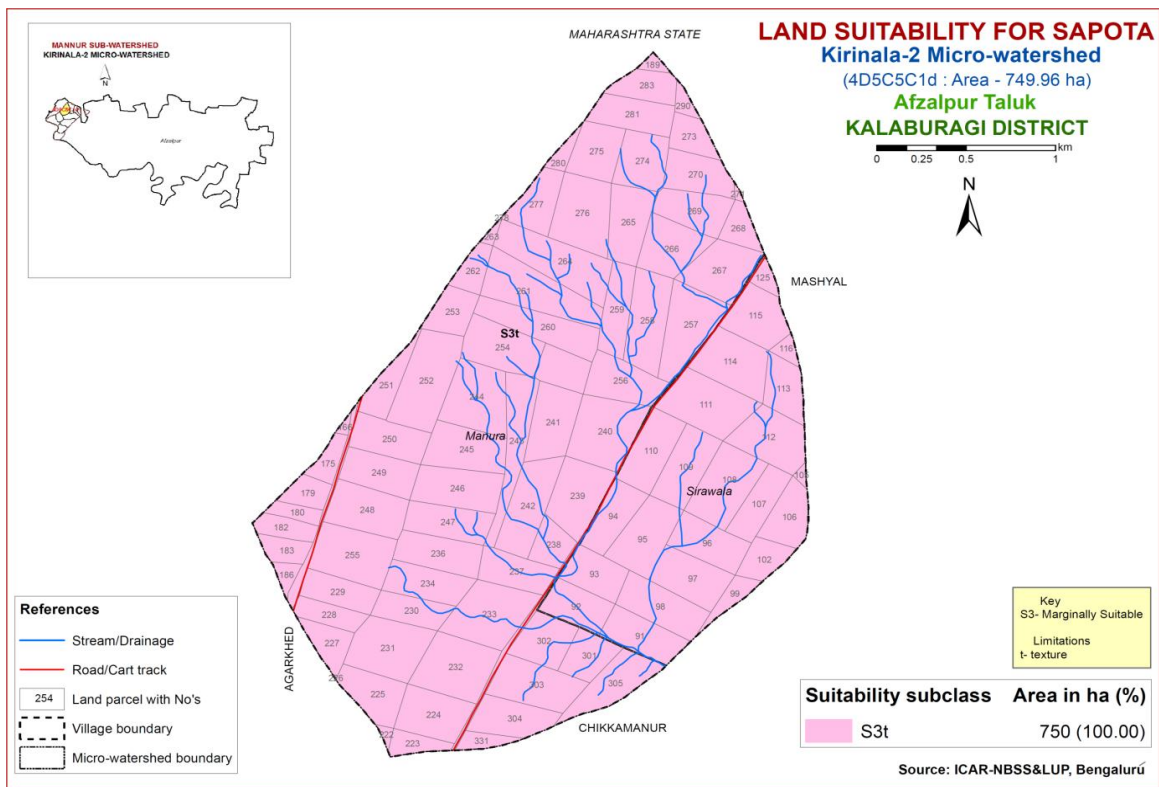 MANNUR SUB-WATERSHED
KIRINALA-2 MICRO-WATERSHED
N
Afzalpur
LAND SUITABILITY FOR SAPOTA
Kirinala-2 Micro-watershed
(4D5C5C1d : Area - 749.96 ha)
Afzalpur Taluk
KALABURAGI DISTRICT
km
0 0.25 0.5 1
N
MAHARASHTRA STATE
189
283
290
281
273
275
274
280
270
277
276
265
269
268
278
263
266
264
267
262
125
MASHYAL
261
259
258
253
257
115
260
S3t
254
116
114
256
251
252
113
244
111
241
240
112
Manura
243
250
245
110
175
249
109
108
246
239
Sirawala
107
179
248
242
94
106
180
247
182
95
96
183
236
238
102
255
186
234
237
93
97
99
229
92
98
228
230
233
227
302
91
231
301
232
303
305
225
224
304
222
223
331
AGARKHED
CHIKKAMANUR
References
Stream/Drainage
Road/Cart track
254 Land parcel with No's
Village boundary
Micro-watershed boundary
Key
S3- Marginally Suitable
Limitations
t- texture
Suitability subclass Area in ha (%)
S3t 750 (100.00)
Source: ICAR-NBSS&LUP, Bengaluru